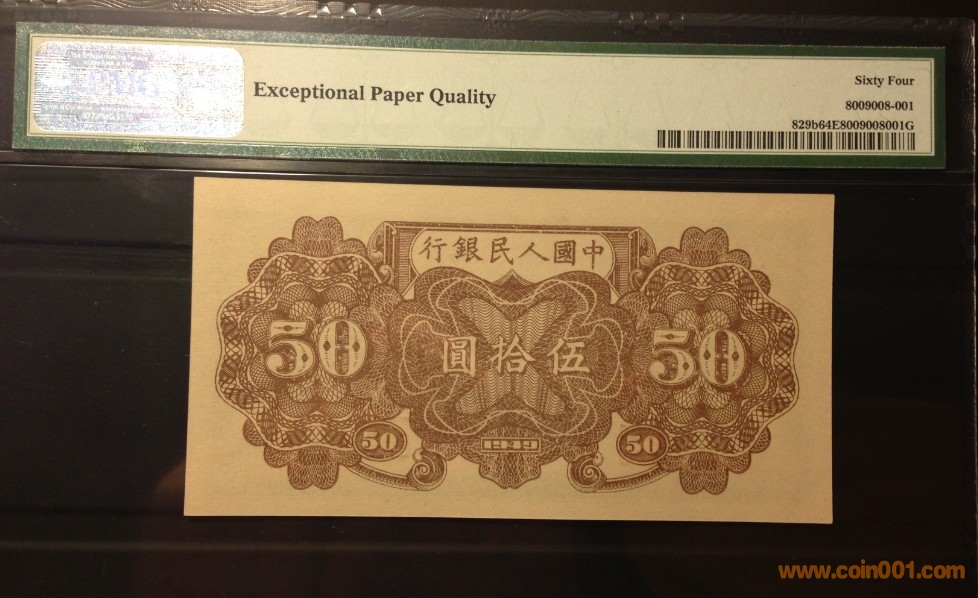 Exceptional Paper Quality
Sixty Four
8009008-001
829b64E8009008001G
行銀民人國中
50
圓拾伍
50
50
1949
50
www.coin001.com